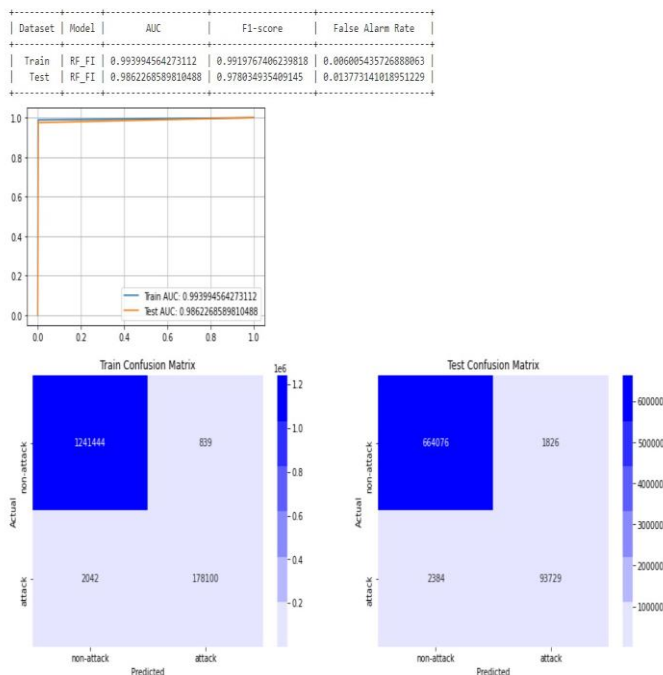 | Dataset | Model | AUC | F1-score | False Alarm Rate |
| Train | RF_FI | 0.993994564273112 | 0.9919767406239818 | 0.006005435726888063 |
| Test | RF_FI | 0.9862268589810488 | 0.978034935409145 | 0.013773141018951229 |
1.0
0.8
0.6
0.4
0.2
0.0
0.0 0.2 0.4 0.6 0.8 1.0
Train AUC: 0.993994564273112
Test AUC: 0.9862268589810488
Train Confusion Matrix
1e6
Actual
non-attack
attack
1241444 839
2042 178100
non-attack attack
Predicted
1.2
1.0
0.8
0.6
0.4
0.2
Test Confusion Matrix
Actual
non-attack
attack
664076 1826
2384 93729
non-attack attack
Predicted
600000
500000
400000
300000
200000
100000